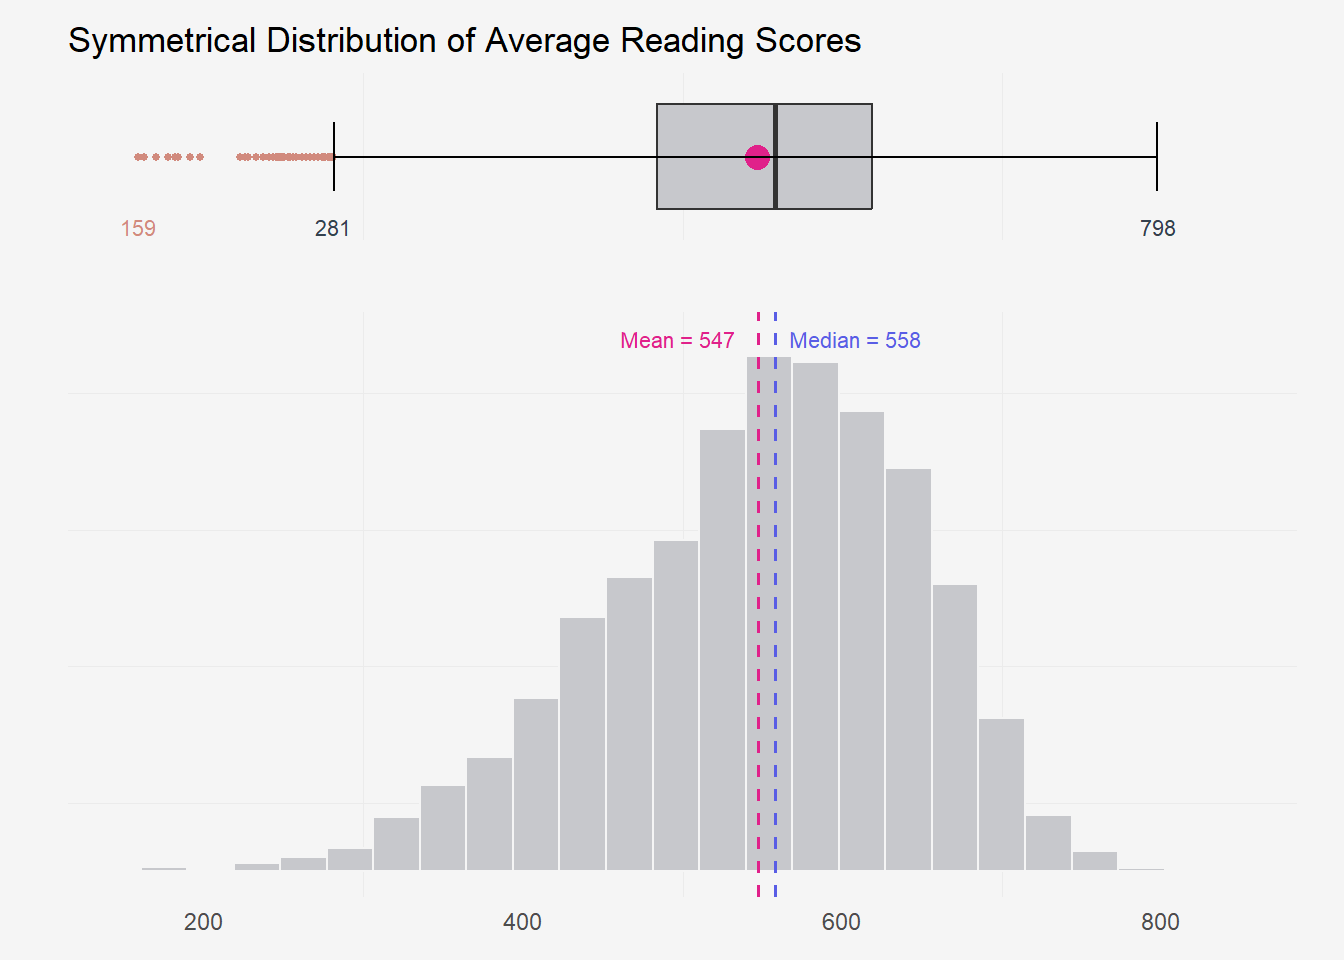 Symmetrical Distribution of Average Reading Scores
159 281 798
Mean = 547 Median = 558
200 400 600 800